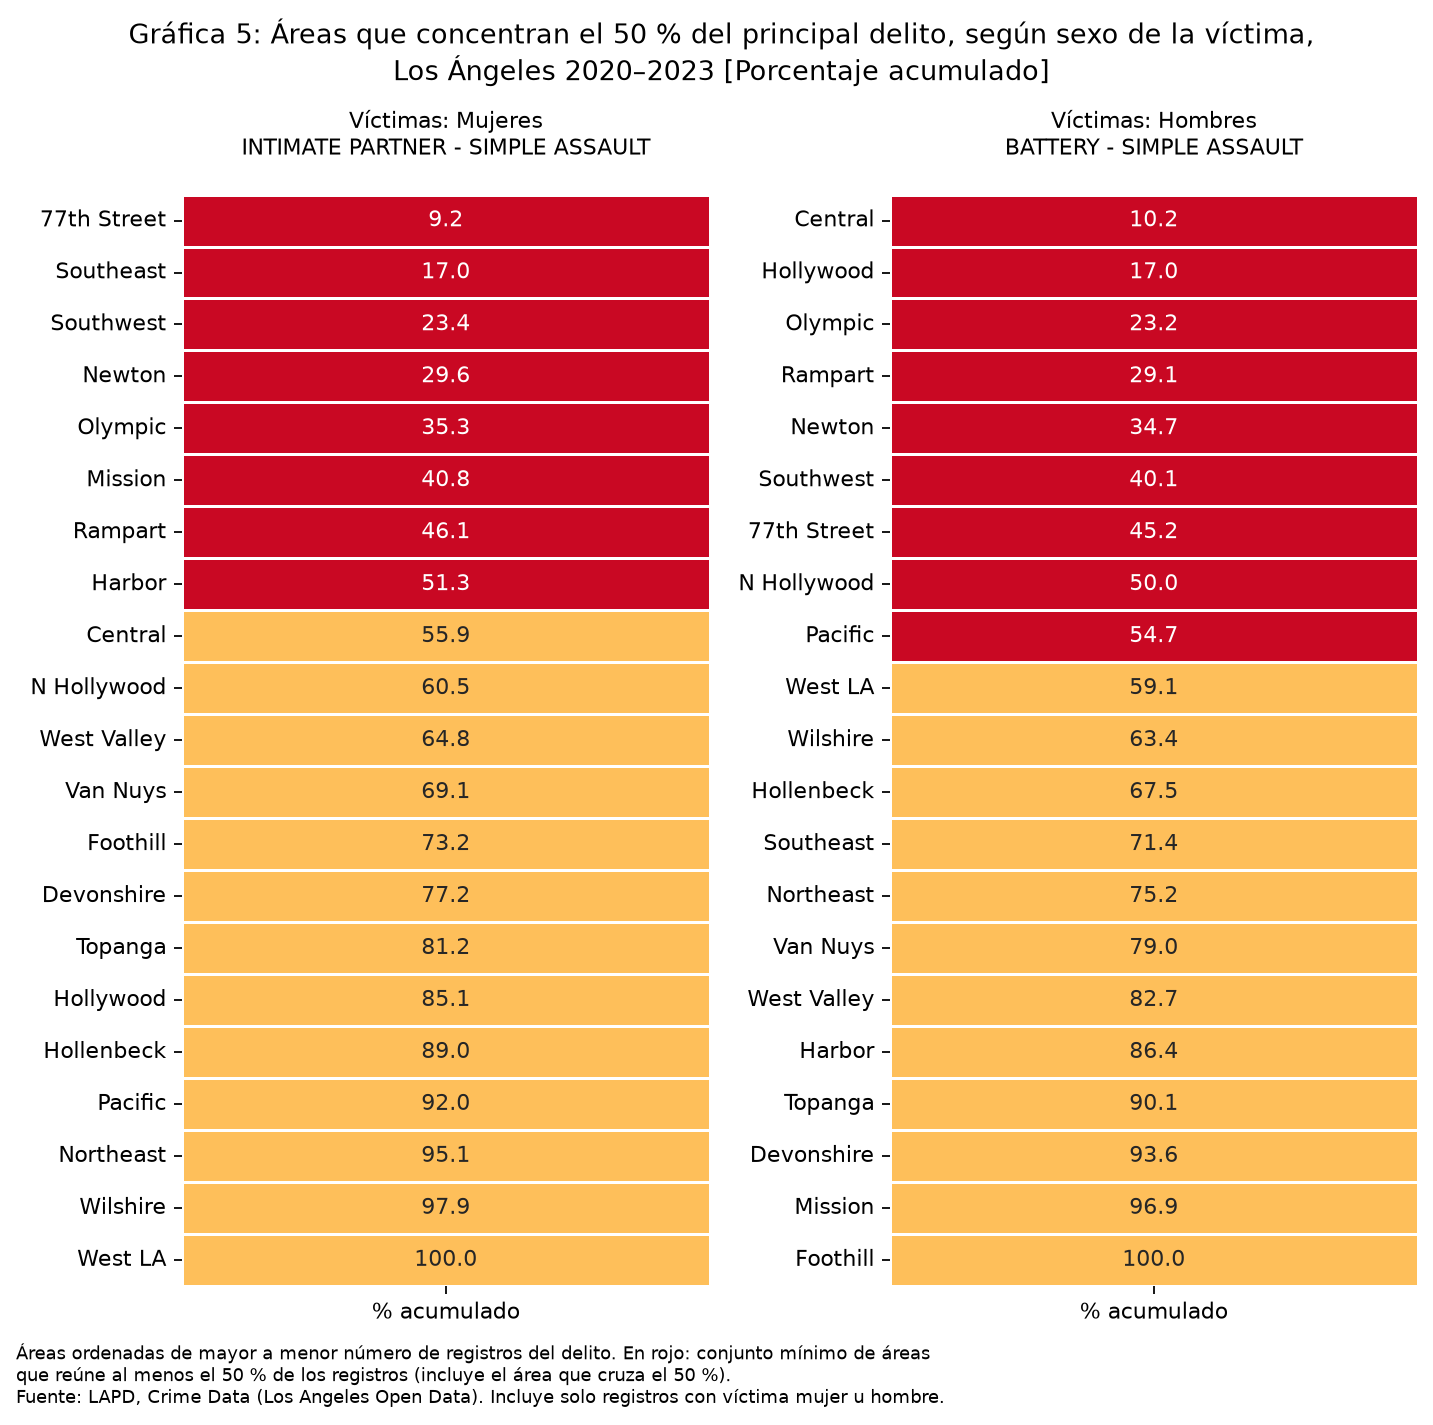 Gráfica 5: Áreas que concentran el 50 % del principal delito, según sexo de la víctima,
Los Ángeles 2020–2023 [Porcentaje acumulado]
Víctimas: Mujeres
INTIMATE PARTNER - SIMPLE ASSAULT
77th Street 9.2
Southeast 17.0
Southwest 23.4
Newton 29.6
Olympic 35.3
Mission 40.8
Rampart 46.1
Harbor 51.3
Central 55.9
N Hollywood 60.5
West Valley 64.8
Van Nuys 69.1
Foothill 73.2
Devonshire 77.2
Topanga 81.2
Hollywood 85.1
Hollenbeck 89.0
Pacific 92.0
Northeast 95.1
Wilshire 97.9
West LA 100.0
% acumulado
Víctimas: Hombres
BATTERY - SIMPLE ASSAULT
Central 10.2
Hollywood 17.0
Olympic 23.2
Rampart 29.1
Newton 34.7
Southwest 40.1
77th Street 45.2
N Hollywood 50.0
Pacific 54.7
West LA 59.1
Wilshire 63.4
Hollenbeck 67.5
Southeast 71.4
Northeast 75.2
Van Nuys 79.0
West Valley 82.7
Harbor 86.4
Topanga 90.1
Devonshire 93.6
Mission 96.9
Foothill 100.0
% acumulado
Áreas ordenadas de mayor a menor número de registros del delito. En rojo: conjunto mínimo de áreas
que reúne al menos el 50 % de los registros (incluye el área que cruza el 50 %).
Fuente: LAPD, Crime Data (Los Angeles Open Data). Incluye solo registros con víctima mujer u hombre.